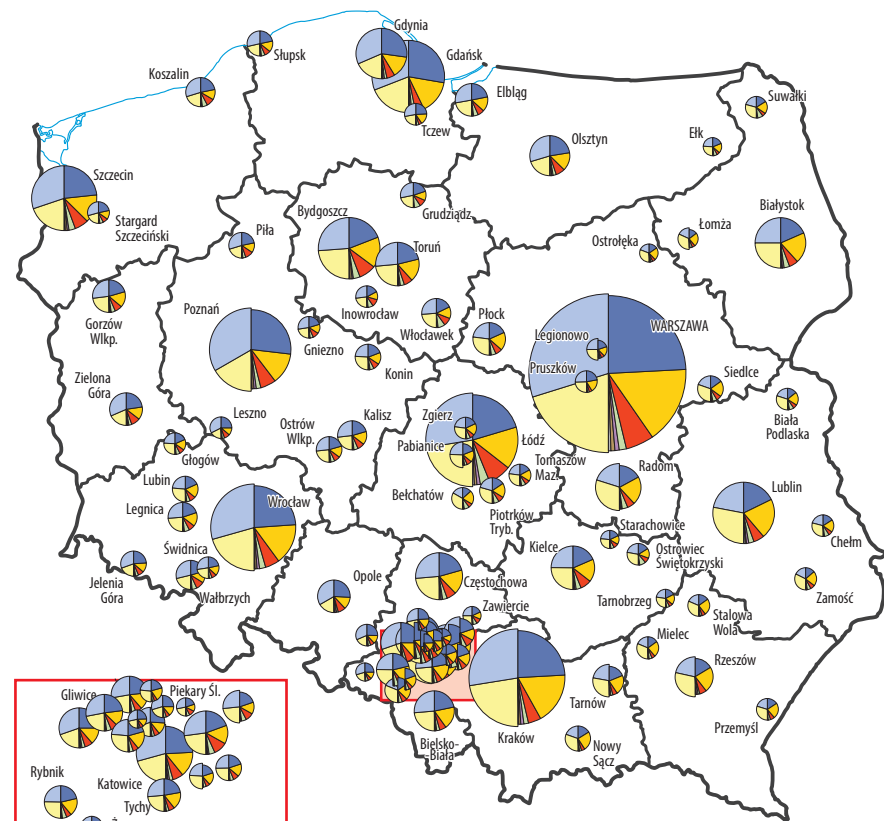 Gdynia
Słupsk
Gdańsk
Koszalin
Elbląg
Suwałki
Tczew
Ełk
Olsztyn
Szczecin
Stargard
Szczeciński
Grudziądz
Bydgoszcz
Białystok
Piła
Łomża
Toruń
Ostrołęka
Gorzów
Wlkp.
Inowrocław
Poznań
Włocławek
Płock
WARSZAWA
Legionowo
Gniezno
Pruszków
Konin
Siedlce
Zielona
Góra
Leszno
Ostrów
Wlkp.
Kalisz
Zgierz
Biała
Podlaska
Głogów
Pabianice
Łódź
Tomaszów
Maz.
Radom
Lubin
Bełchatów
Lublin
Legnica
Wrocław
Piotrków
Tryb.
Starachowice
Chełm
Świdnica
Kielce
Ostrowiec
Świętokrzyski
Jelenia
Góra
Wałbrzych
Opole
Częstochowa
Zamość
Tarnobrzeg
Zawiercie
Stalowa
Wola
Mielec
Rzeszów
Gliwice
Piekary Śl.
Tarnów
Przemyśl
Kraków
Bielsko-
-Biała
Nowy
Sącz
Rybnik
Katowice
Tychy